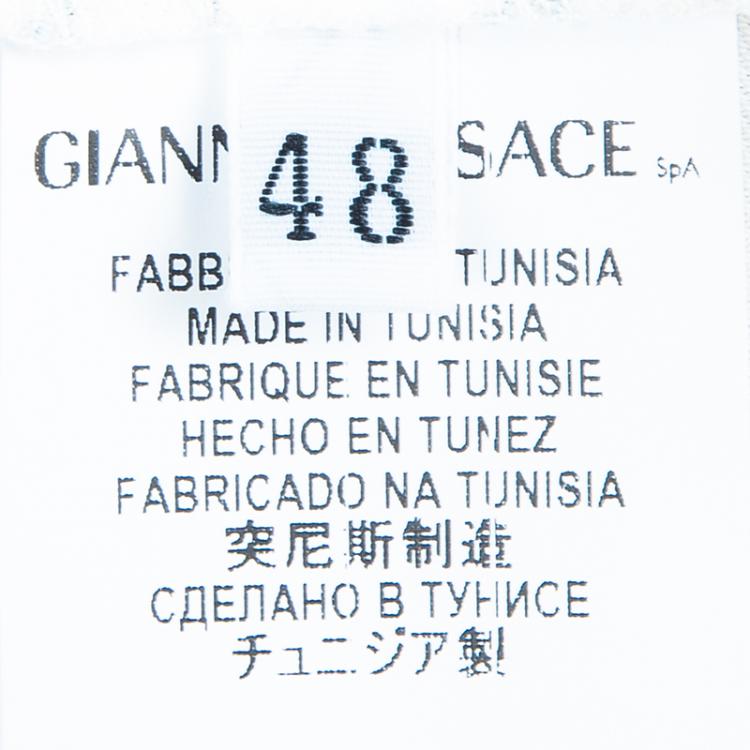 GIANN SACE SpA
48
FABB TUNISIA
MADE IN TUNISIA
FABRIQUE EN TUNISIE
HECHO EN TUNEZ
FABRICADO NA TUNISIA
突尼斯制造
СДЕЛАНО В ТУНИСЕ
チュニジア製